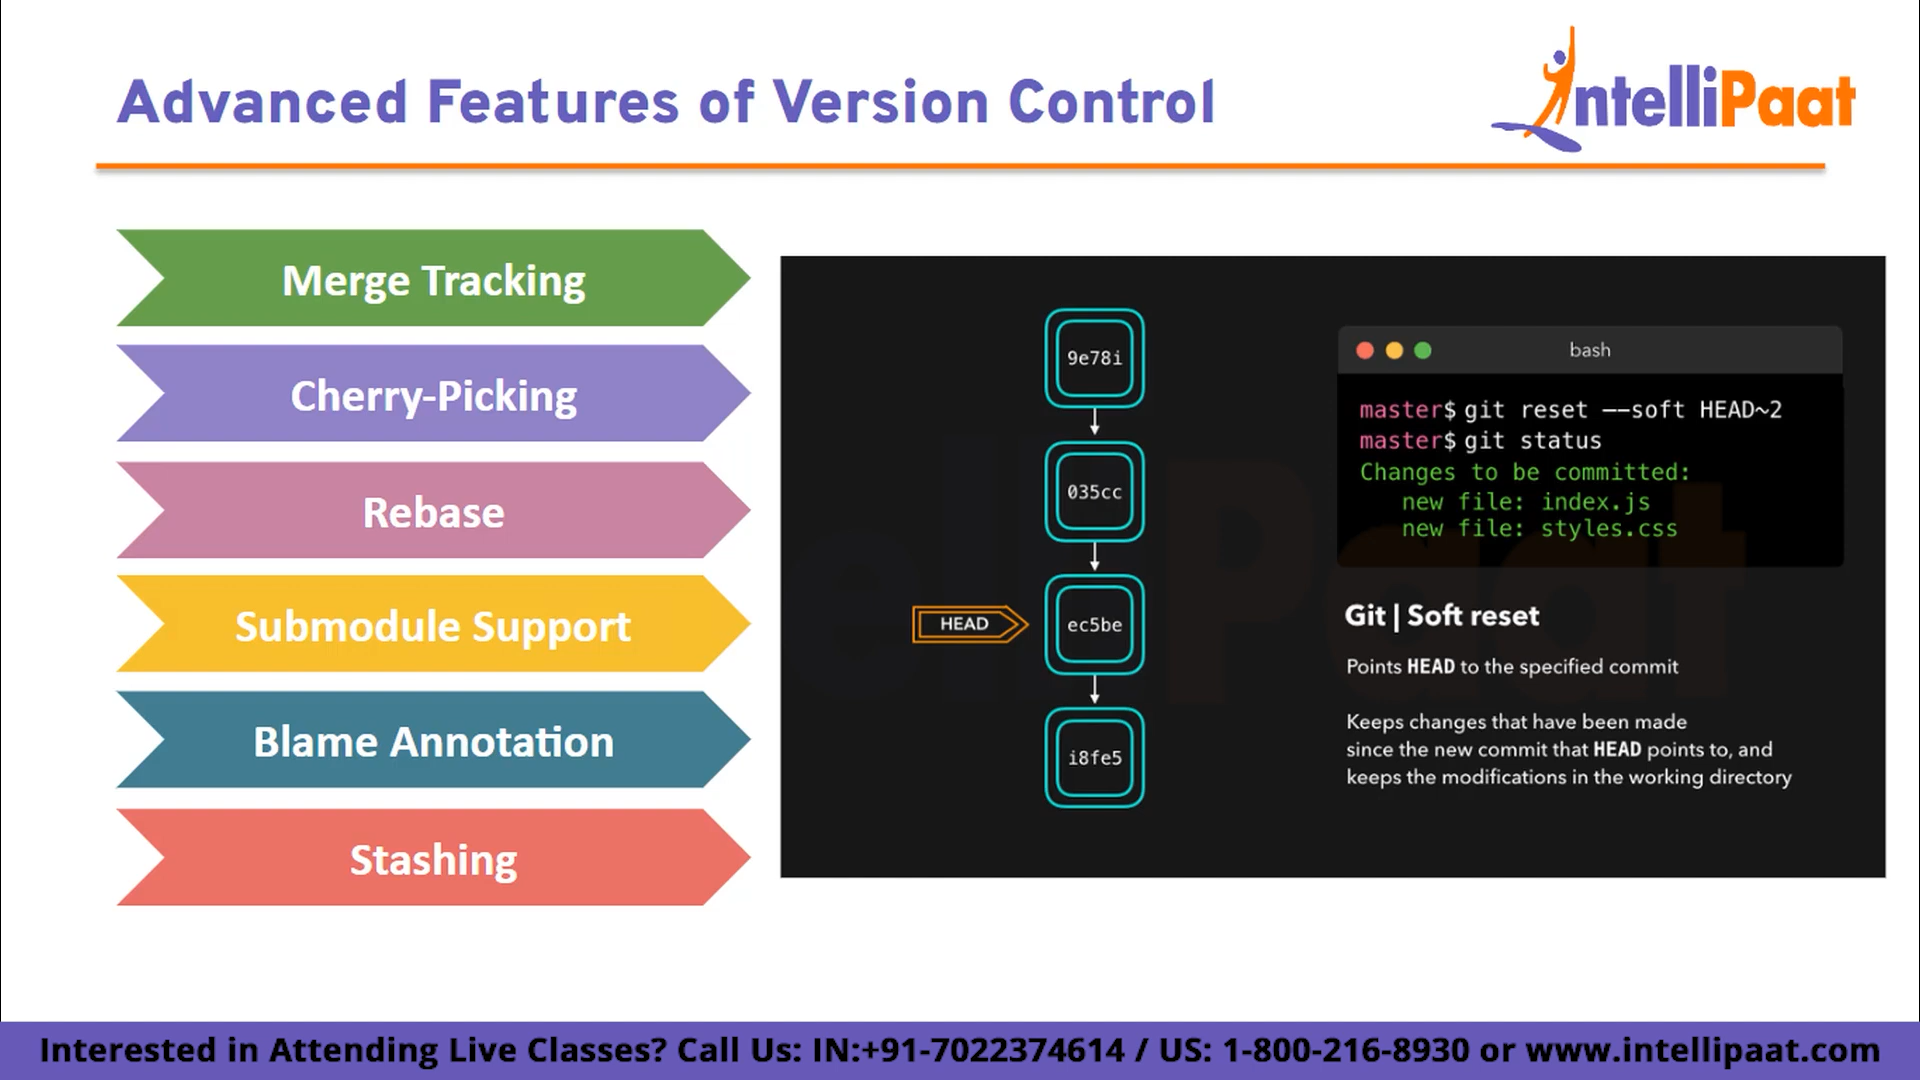 Advanced Features of Version Control
IntelliPaat
Merge Tracking
Cherry-Picking
Rebase
Submodule Support
Blame Annotation
Stashing
9e78i
035cc
HEAD
ec5be
i8fe5
bash
master$ git reset --soft HEAD~2
master$ git status
Changes to be committed:
new file: index.js
new file: styles.css
Git | Soft reset
Points HEAD to the specified commit
Keeps changes that have been made
since the new commit that HEAD points to, and
keeps the modifications in the working directory
Interested in Attending Live Classes? Call Us: IN:+91-7022374614 / US: 1-800-216-8930 or www.intellipaat.com